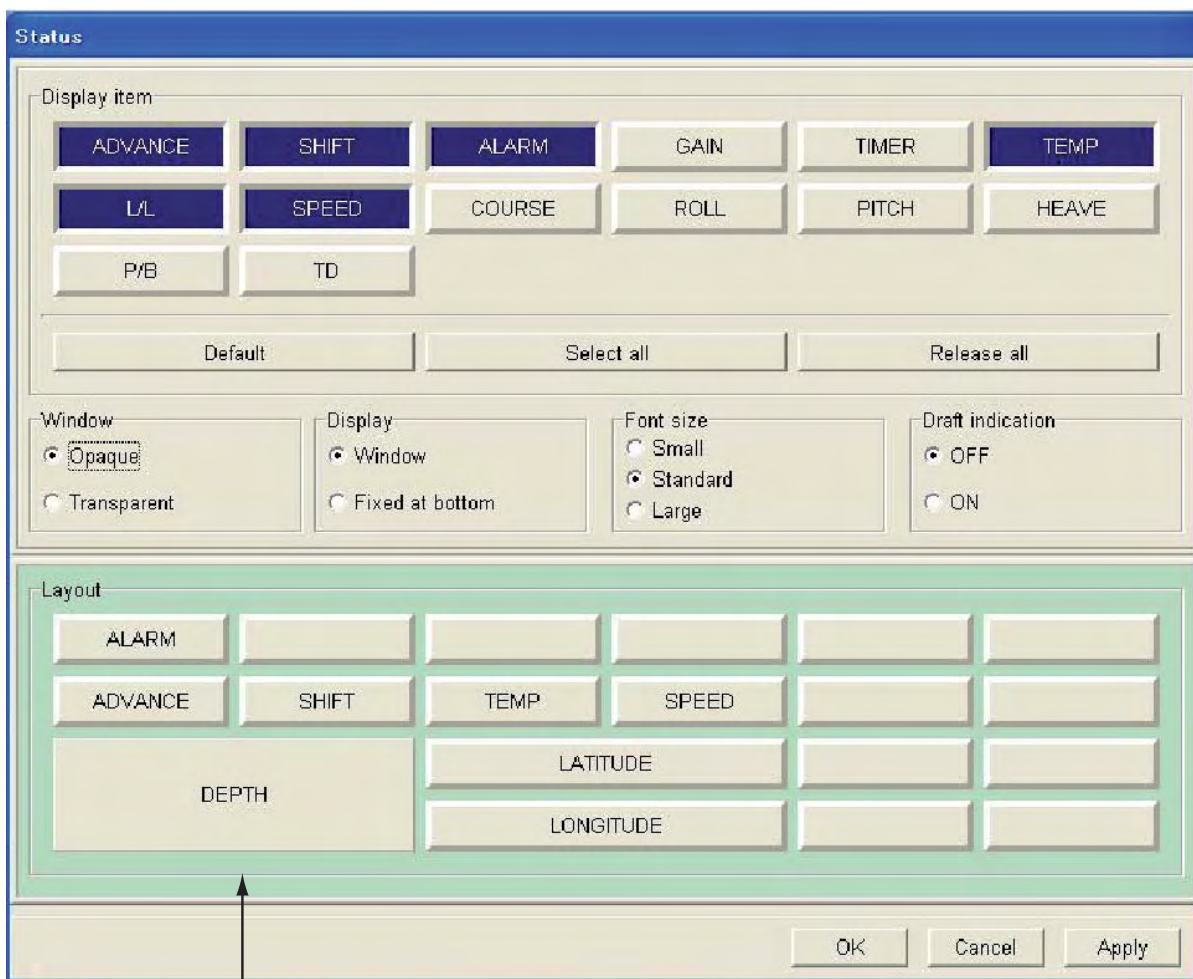 Status
Display item
ADVANCE SHIFT ALARM GAIN TIMER TEMP
L/L SPEED COURSE ROLL PITCH HEAVE
P/B TD
Default Select all Release all
Window Display Font size Draft indication
Opaque Window Small OFF
Standard
Transparent Fixed at bottom Large ON
Layout
ALARM
ADVANCE SHIFT TEMP SPEED
DEPTH LATITUDE
LONGITUDE
OK Cancel Apply